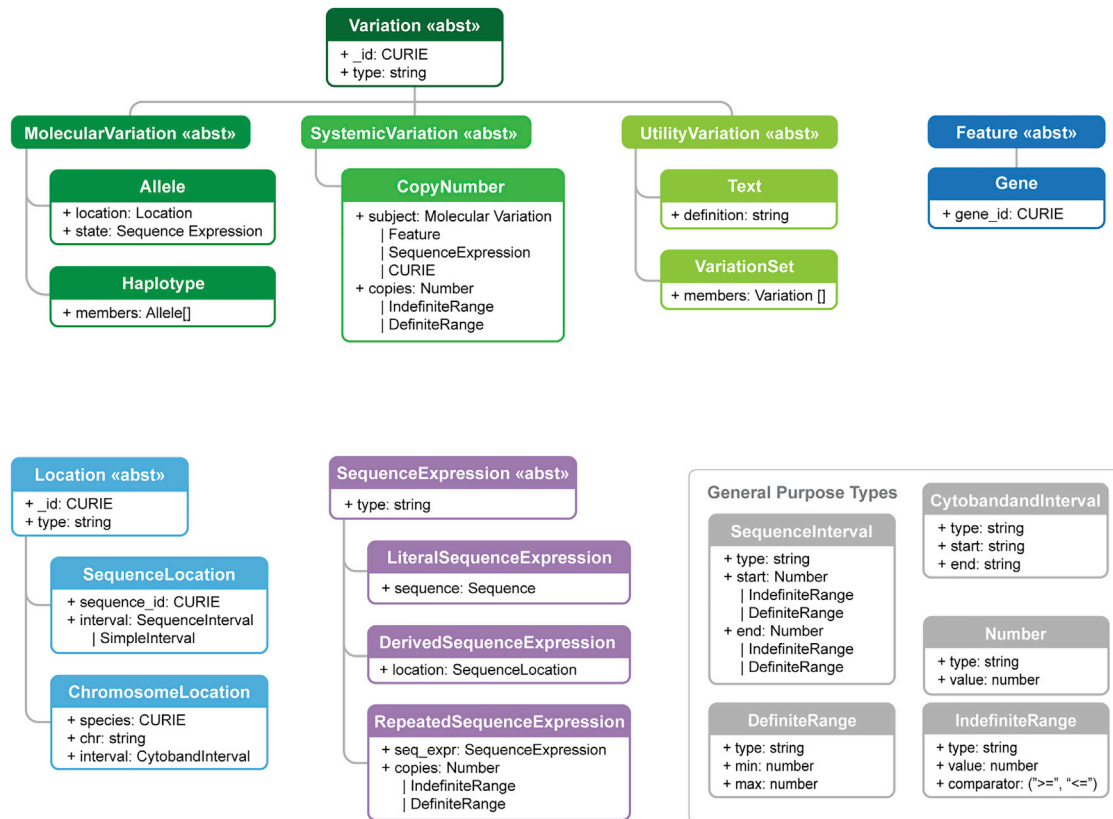 Variation «abst»
+ _id: CURIE
+ type: string
MolecularVariation «abst»
Allele
+ location: Location
+ state: Sequence Expression
Haplotype
+ members: Allele[]
SystemicVariation «abst»
CopyNumber
+ subject: Molecular Variation
| Feature
| SequenceExpression
| CURIE
+ copies: Number
| IndefiniteRange
| DefiniteRange
UtilityVariation «abst»
Text
+ definition: string
VariationSet
+ members: Variation []
Feature «abst»
Gene
+ gene_id: CURIE
Location «abst»
+ _id: CURIE
+ type: string
SequenceLocation
+ sequence_id: CURIE
+ interval: SequenceInterval
| SimpleInterval
ChromosomeLocation
+ species: CURIE
+ chr: string
+ interval: CytobandInterval
SequenceExpression «abst»
+ type: string
LiteralSequenceExpression
+ sequence: Sequence
DerivedSequenceExpression
+ location: SequenceLocation
RepeatedSequenceExpression
+ seq_expr: SequenceExpression
+ copies: Number
| IndefiniteRange
| DefiniteRange
General Purpose Types
SequenceInterval
+ type: string
+ start: Number
| IndefiniteRange
| DefiniteRange
+ end: Number
| IndefiniteRange
| DefiniteRange
CytobandandInterval
+ type: string
+ start: string
+ end: string
Number
+ type: string
+ value: number
DefiniteRange
+ type: string
+ min: number
+ max: number
IndefiniteRange
+ type: string
+ value: number
+ comparator: (">=", "<=")